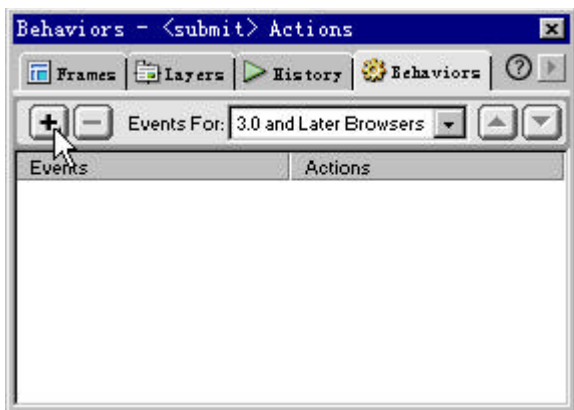 Behaviors - <submit> Actions
Frames Layers History Behaviors
Events For: 3.0 and Later Browsers
Events Actions